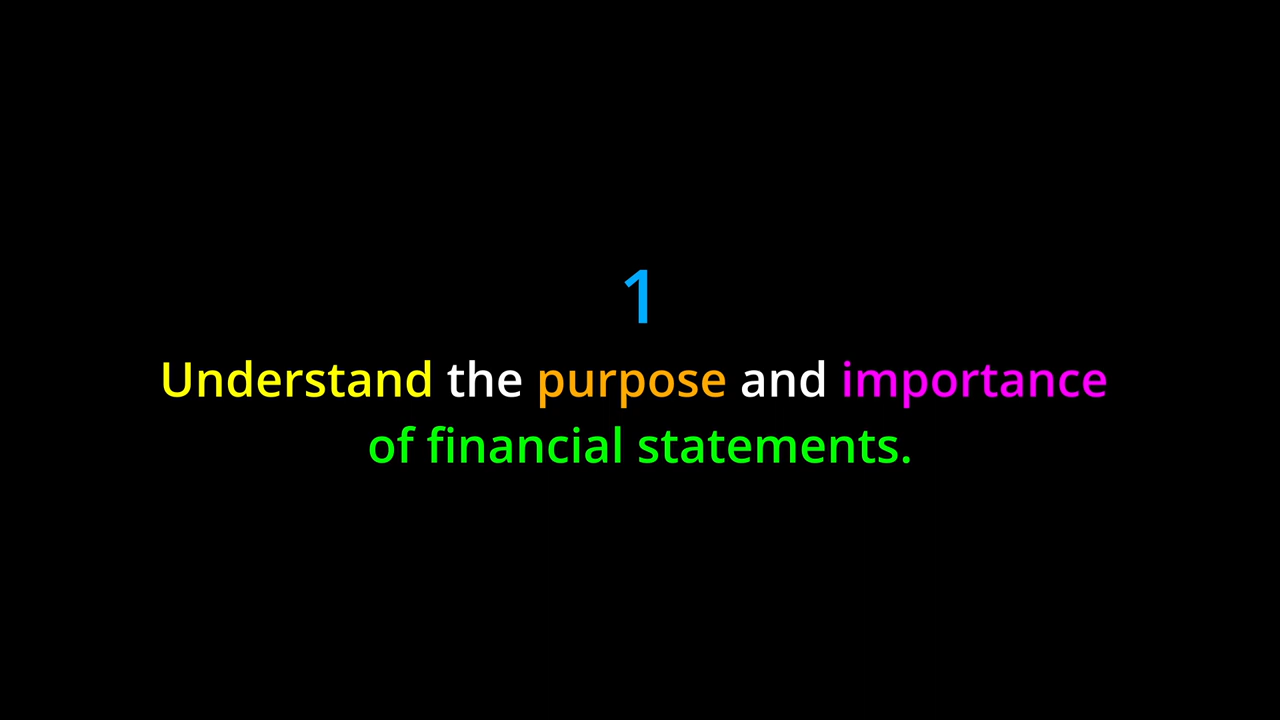 1
Understand the purpose and importance
of financial statements.